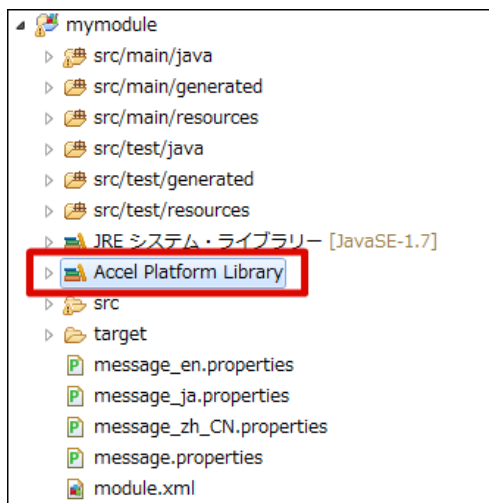 mymodule
src/main/java
src/main/generated
src/main/resources
src/test/java
src/test/generated
src/test/resources
JRE システム・ライブラリー [JavaSE-1.7]
Accel Platform Library
src
target
message_en.properties
message_ja.properties
message_zh_CN.properties
message.properties
module.xml